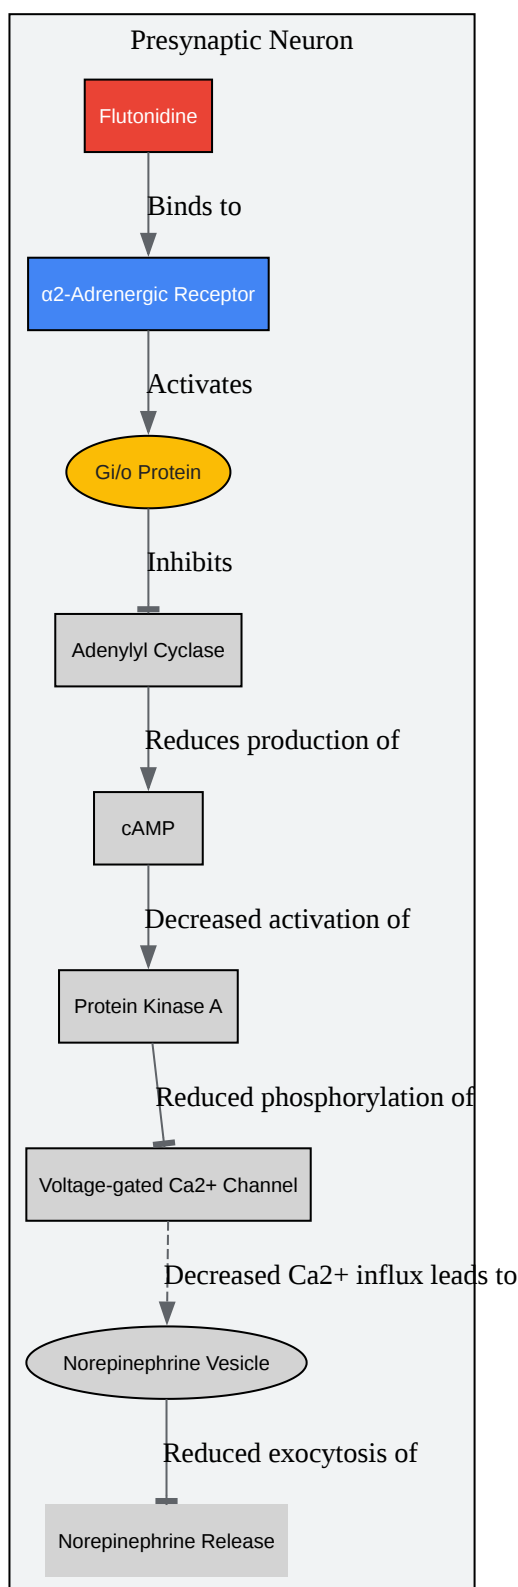 Presynaptic Neuron
Flutonidine
Binds to
α2-Adrenergic Receptor
Activates
Gi/o Protein
Inhibits
Adenylyl Cyclase
Reduces production of
cAMP
Decreased activation of
Protein Kinase A
Reduced phosphorylation of
Voltage-gated Ca2+ Channel
Decreased Ca2+ influx leads to
Norepinephrine Vesicle
Reduced exocytosis of
Norepinephrine Release